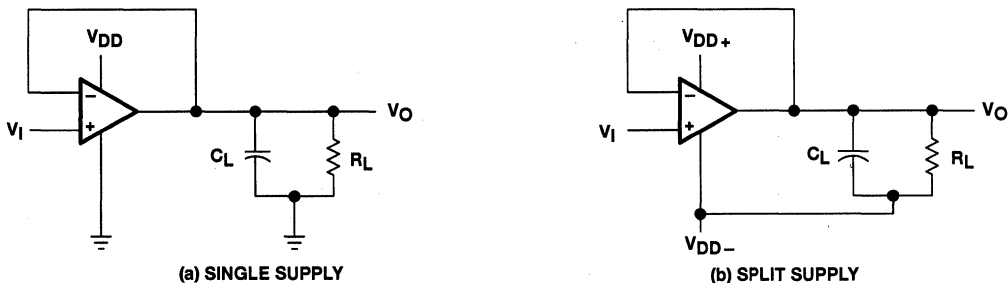 VDD
−
+
VI
VO
CL
RL
(a) SINGLE SUPPLY
VDD+
−
+
VI
VO
CL
RL
VDD−
(b) SPLIT SUPPLY